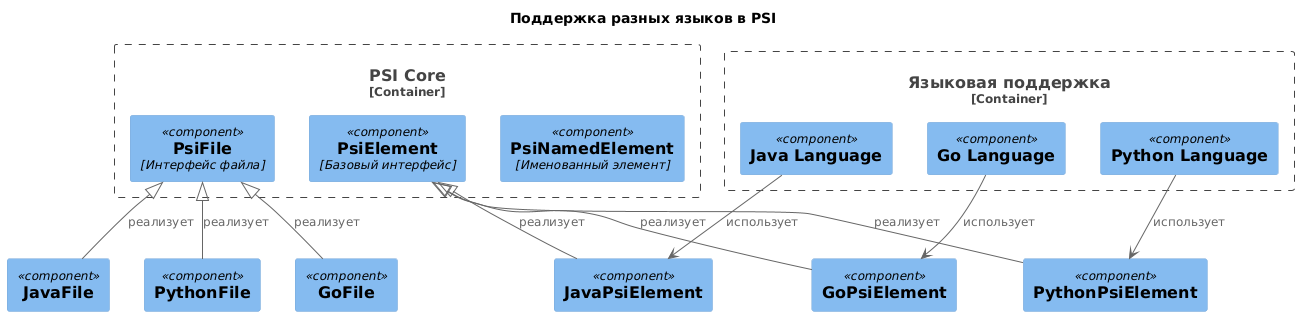 Поддержка разных языков в PSI
PSI Core
[Container]
Языковая поддержка
[Container]
«component»
PsiFile
[Интерфейс файла]
«component»
PsiElement
[Базовый интерфейс]
«component»
PsiNamedElement
[Именованный элемент]
«component»
Java Language
«component»
Go Language
«component»
Python Language
реализует
реализует
реализует
реализует
реализует
использует
реализует
использует
использует
«component»
JavaFile
«component»
PythonFile
«component»
GoFile
«component»
JavaPsiElement
«component»
GoPsiElement
«component»
PythonPsiElement